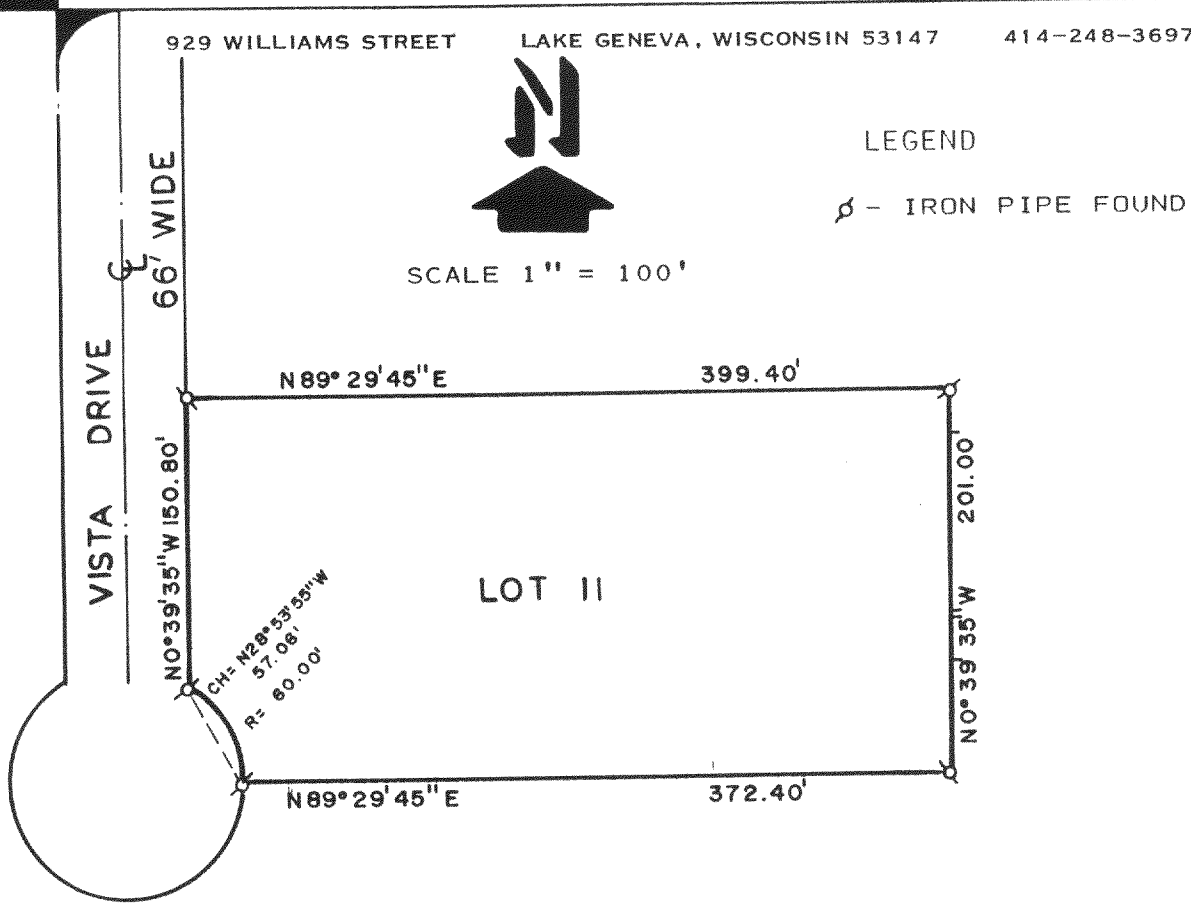 929 WILLIAMS STREET LAKE GENEVA, WISCONSIN 53147 414-248-3697
N
LEGEND
- IRON PIPE FOUND
SCALE 1" = 100'
66' WIDE
℄
VISTA DRIVE
N89°29'45"E 399.40'
N0°39'35"W 150.80'
201.00'
N0°39'35"W
LOT 11
CH= N28°53'55"W
57.06'
R= 60.00'
N89°29'45"E 372.40'